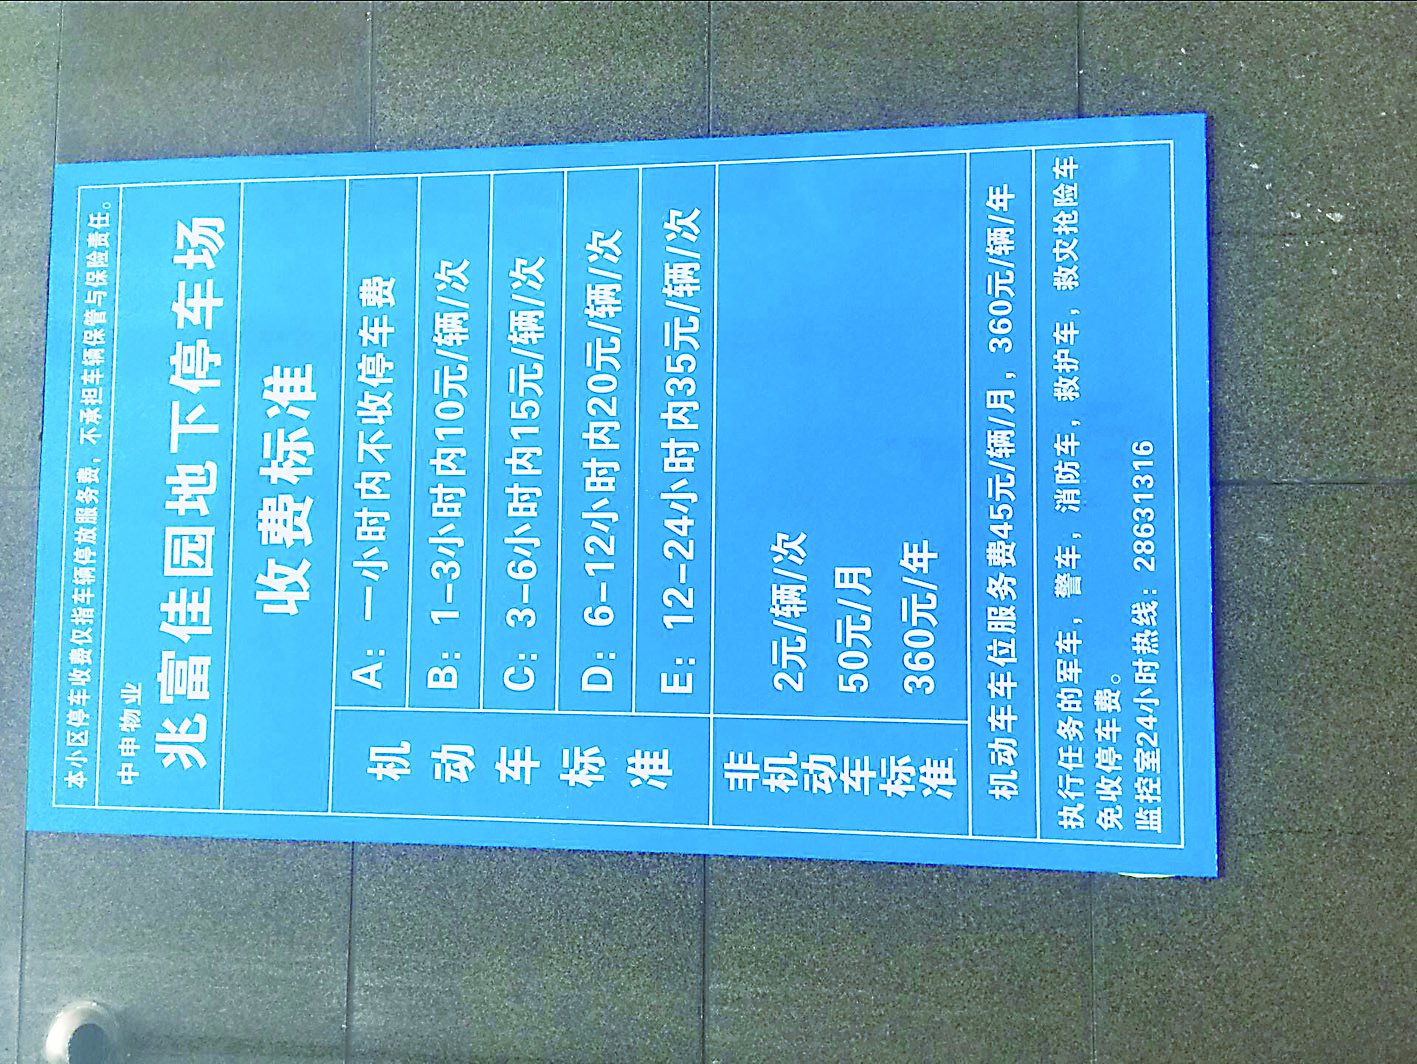 本小区停车收费仅指车辆停放服务费，不承担车辆保管与保险责任。
中申物业
兆富佳园地下停车场
收费标准
机动车标准
A：一小时内不收停车费
B：1-3小时内10元/辆/次
C：3-6小时内15元/辆/次
D：6-12小时内20元/辆/次
E：12-24小时内35元/辆/次
非机动车标准
2元/辆/次
50元/月
360元/年
机动车车位服务费45元/辆/月，360元/辆/年
执行任务的军车，警车，消防车，救护车，救灾抢险车
免收停车费。
监控室24小时热线：28631316